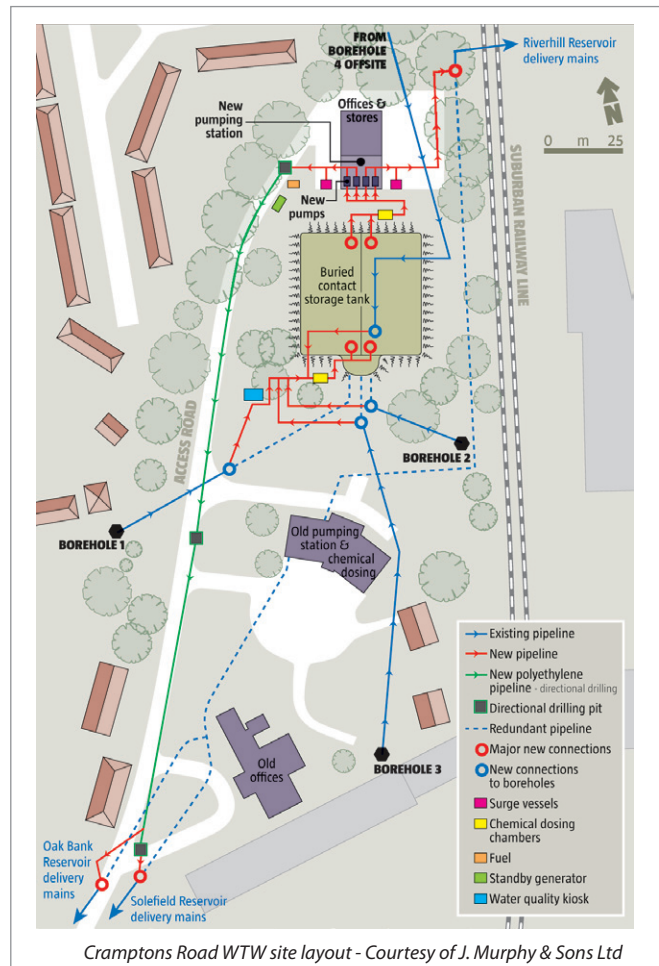 FROM
BOREHOLE
4 OFFSITE
Riverhill Reservoir
delivery mains
N
0 m 25
New
pumping
station
Offices &
stores
New
pumps
SUBURBAN RAILWAY LINE
Buried
contact
storage tank
ACCESS ROAD
BOREHOLE 2
BOREHOLE 1
Old pumping
station &
chemical
dosing
BOREHOLE 3
Old
offices
Oak Bank
Reservoir
delivery
mains
Solefield Reservoir
delivery mains
Existing pipeline
New pipeline
New polyethylene
pipeline - directional drilling
Directional drilling pit
Redundant pipeline
Major new connections
New connections
to boreholes
Surge vessels
Chemical dosing
chambers
Fuel
Standby generator
Water quality kiosk
Cramptons Road WTW site layout - Courtesy of J. Murphy & Sons Ltd